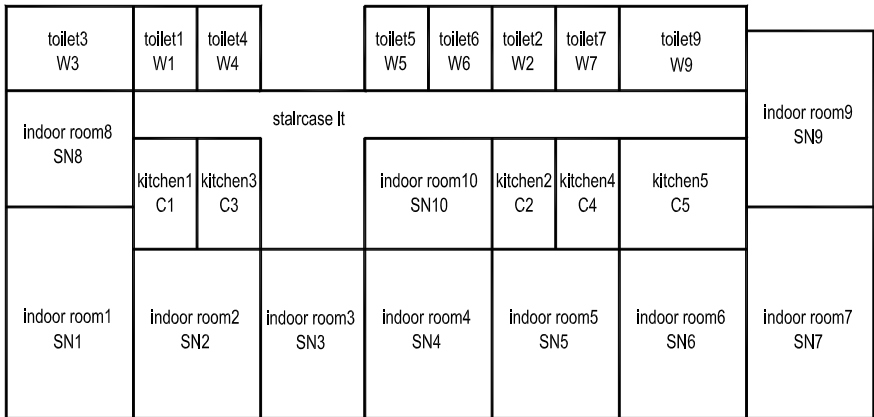 toilet3
W3
toilet1
W1
toilet4
W4
toilet5
W5
toilet6
W6
toilet2
W2
toilet7
W7
toilet9
W9
indoor room9
SN9
staircase lt
indoor room8
SN8
kitchen1
C1
kitchen3
C3
indoor room10
SN10
kitchen2
C2
kitchen4
C4
kitchen5
C5
indoor room1
SN1
indoor room2
SN2
indoor room3
SN3
indoor room4
SN4
indoor room5
SN5
indoor room6
SN6
indoor room7
SN7